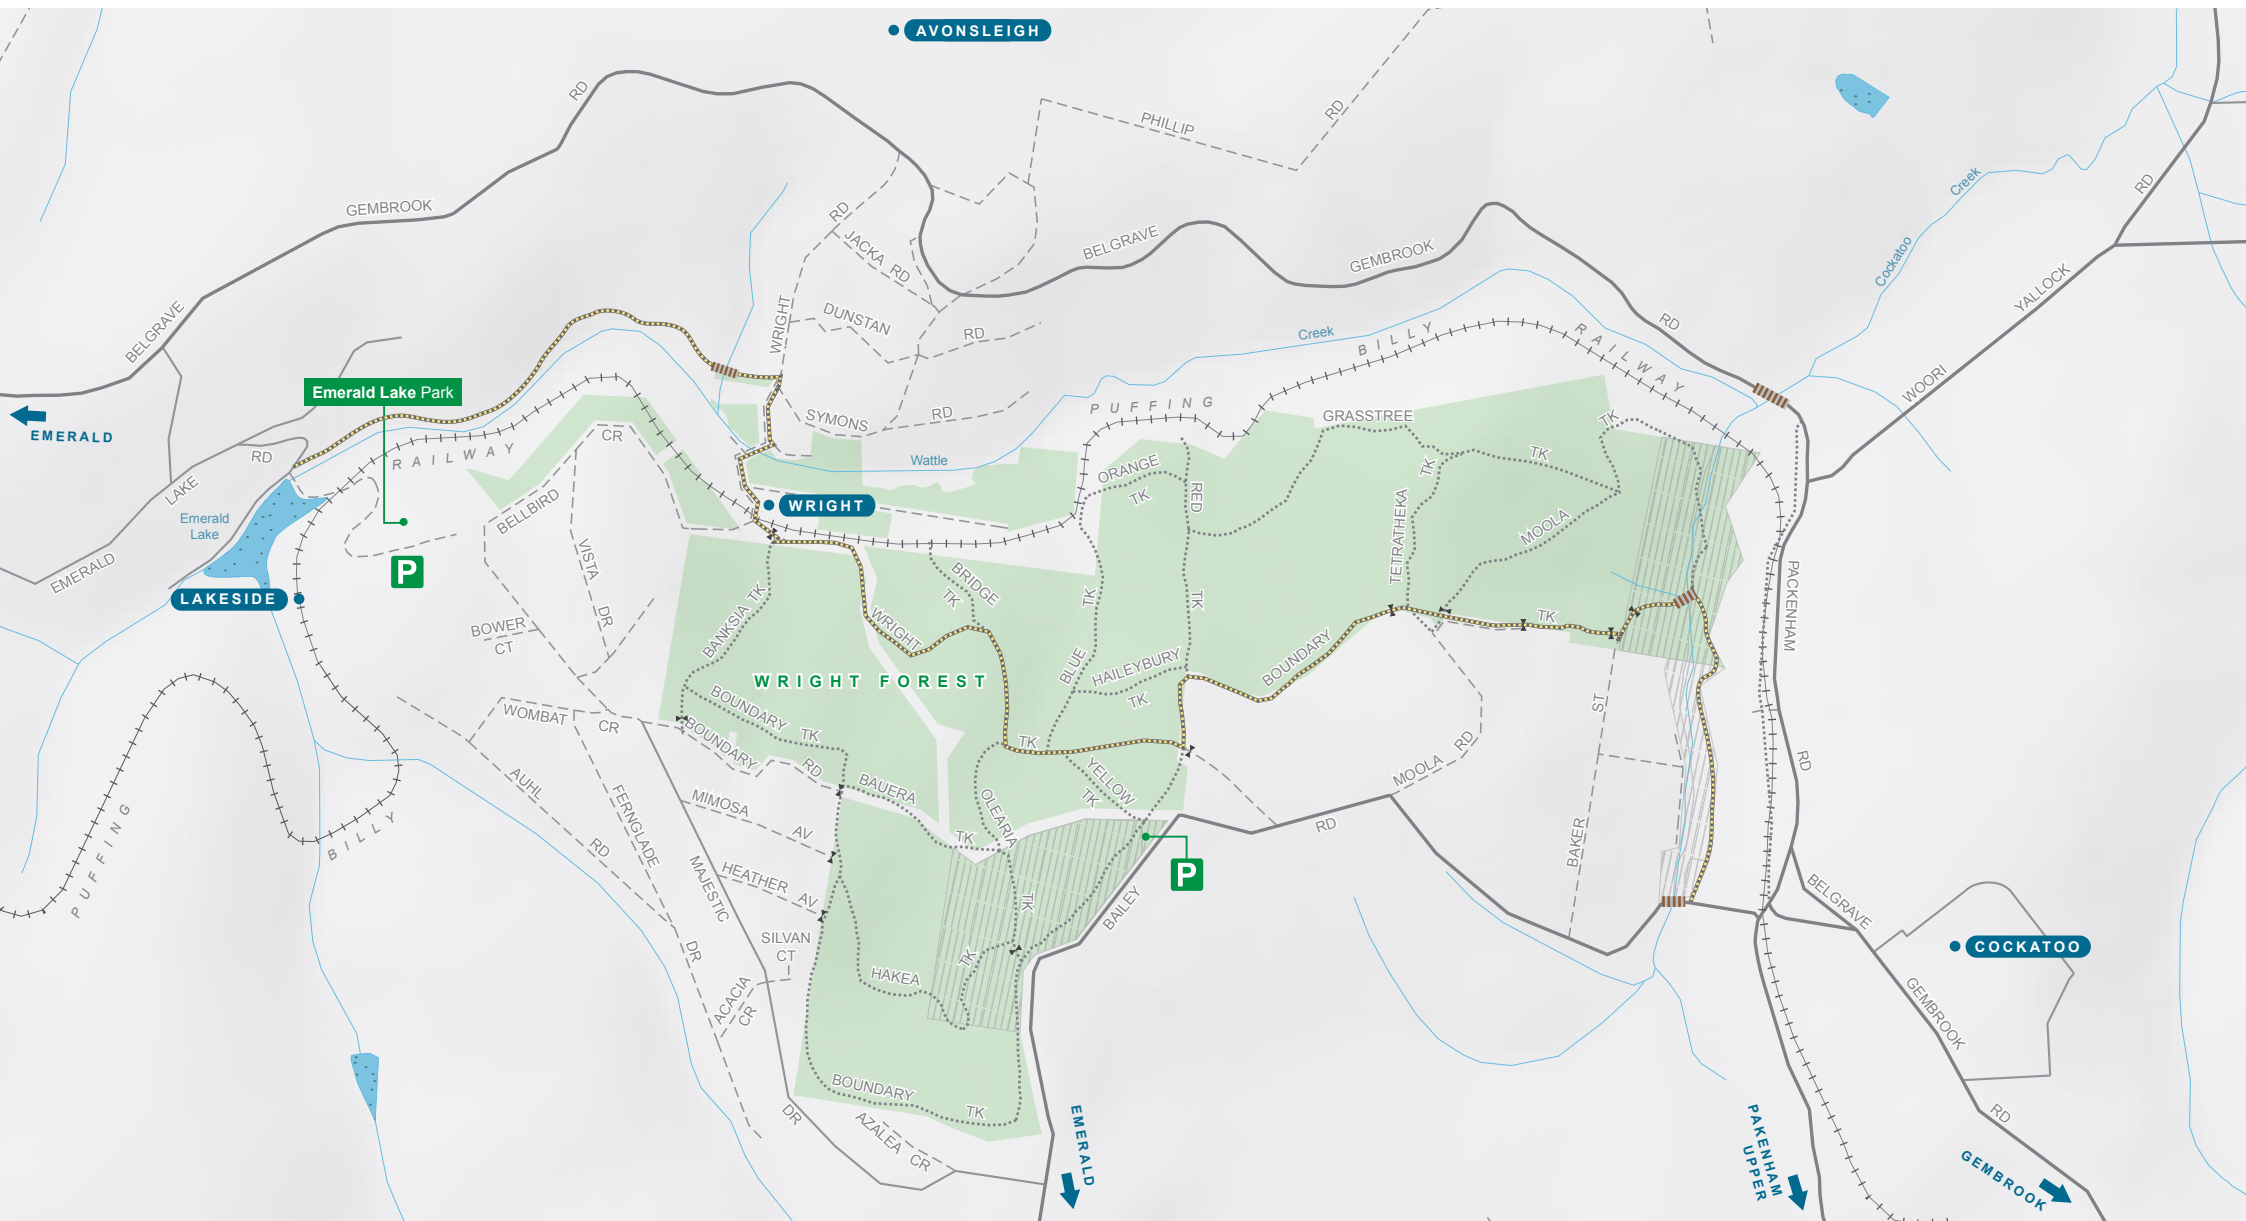 AVONSLEIGH
RD
PHILLIP
RD
GEMBROOK
RD
JACKA RD
BELGRAVE
GEMBROOK
RD
Creek
Cockatoo
RD
YALLOCK
WOORI
BELGRAVE
WRIGHT
DUNSTAN
RD
Creek
BILLY
RAILWAY
Emerald Lake Park
EMERALD
SYMONS
RD
PUFFING
GRASSTREE
TK
RD
RAILWAY
CR
Wattle
ORANGE
TK
RED
TK
TK
LAKE
BELLBIRD
WRIGHT
Emerald
Lake
MOOLA
TETRATHEKA
EMERALD
P
VISTA
DR
LAKESIDE
BANKSIA TK
BRIDGE
TK
TK
TK
TK
PACKENHAM
RD
BOWER
CT
WRIGHT
BLUE
HAILEYBURY
TK
BOUNDARY
WRIGHT FOREST
WOMBAT
CR
BOUNDARY
TK
BOUNDARY
RD
TK
ST
MOOLA
RD
AUHL
RD
FERNGLADE
DR
MIMOSA
AV
BAUERA
TK
OLEARIA
TK
YELLOW
TK
RD
BAKER
PUFFING
BILLY
P
MAJESTIC
DR
HEATHER
AV
BAILEY
BELGRAVE
SILVAN
CT
HAKEA
TK
COCKATOO
ACACIA
CR
GEMBROOK
RD
BOUNDARY
TK
AZALEA
CR
EMERALD
PAKENHAM
UPPER
GEMBROOK